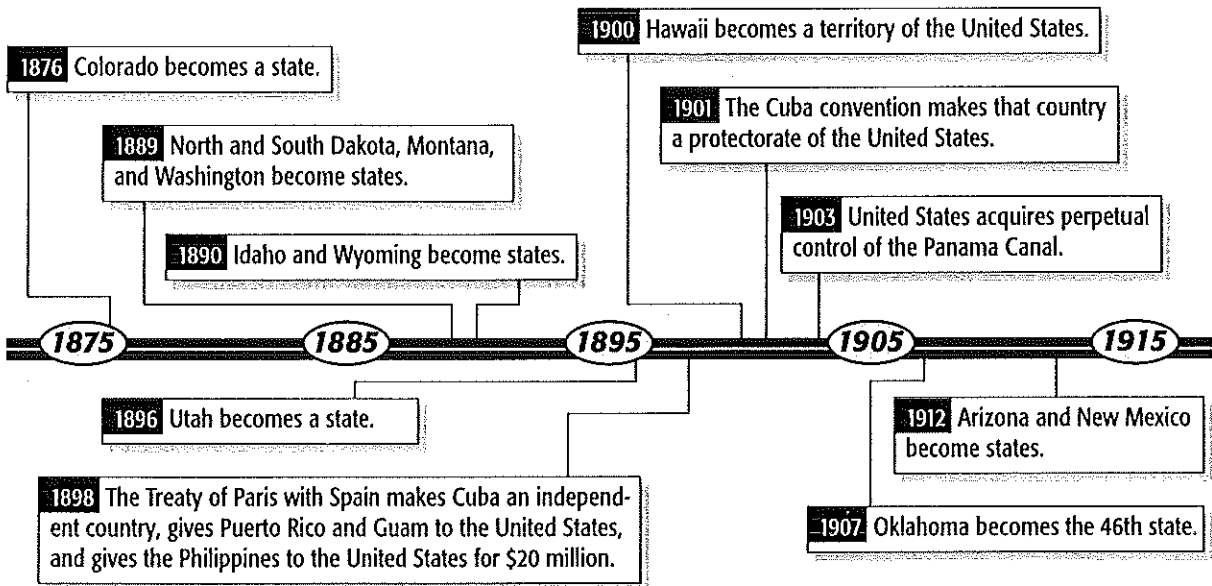 1876 Colorado becomes a state.
1889 North and South Dakota, Montana,
and Washington become states.
1890 Idaho and Wyoming become states.
1900 Hawaii becomes a territory of the United States.
1901 The Cuba convention makes that country
a protectorate of the United States.
1903 United States acquires perpetual
control of the Panama Canal.
1875 1885 1895 1905 1915
1896 Utah becomes a state.
1898 The Treaty of Paris with Spain makes Cuba an independ-
ent country, gives Puerto Rico and Guam to the United States,
and gives the Philippines to the United States for $20 million.
1912 Arizona and New Mexico
become states.
1907 Oklahoma becomes the 46th state.